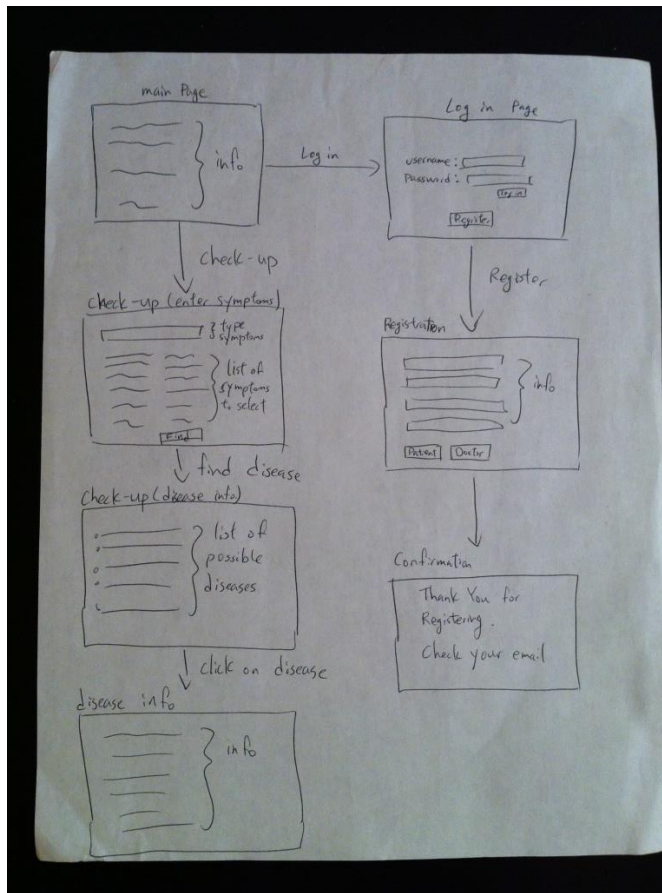 main Page
info
Log in
check-up
check-up (enter symptoms)
type
symptoms
list of
symptoms
to select
Find
find disease
Check-up (disease info)
list of
possible
diseases
click on disease
disease info
info
Log in Page
username:
Password:
Log in
Register
Register
Registration
info
Patient
Doctor
Confirmation
Thank You for
Registering.
Check your email